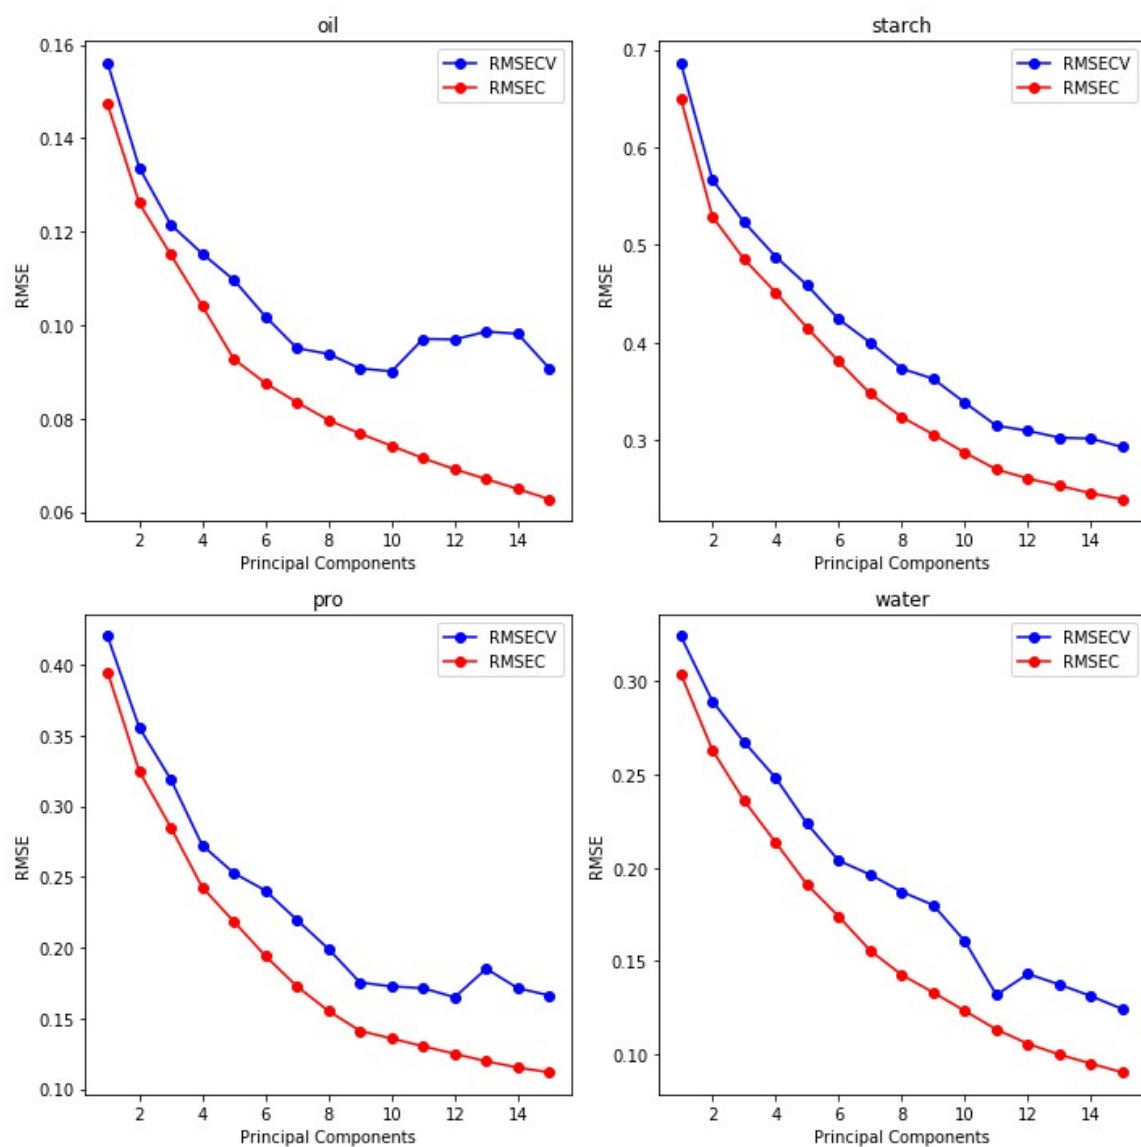 oil
0.16
0.14
0.12
0.10
0.08
0.06
RMSE
RMSECV
RMSEC
2 4 6 8 10 12 14
Principal Components
starch
0.7
0.6
0.5
0.4
0.3
RMSE
RMSECV
RMSEC
2 4 6 8 10 12 14
Principal Components
pro
0.40
0.35
0.30
0.25
0.20
0.15
0.10
RMSE
RMSECV
RMSEC
2 4 6 8 10 12 14
Principal Components
water
0.30
0.25
0.20
0.15
0.10
RMSE
RMSECV
RMSEC
2 4 6 8 10 12 14
Principal Components